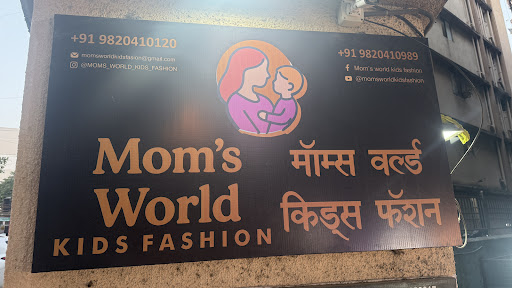 +91 9820410120
momsworldkidsfashion@gmail.com
@MOMS_WORLD_KIDS_FASHION
+91 9820410989
Mom's world kids fashion
@momsworldkidsfashion
Mom's
World
KIDS FASHION
मॉम्स वर्ल्ड
किड्स फॅशन